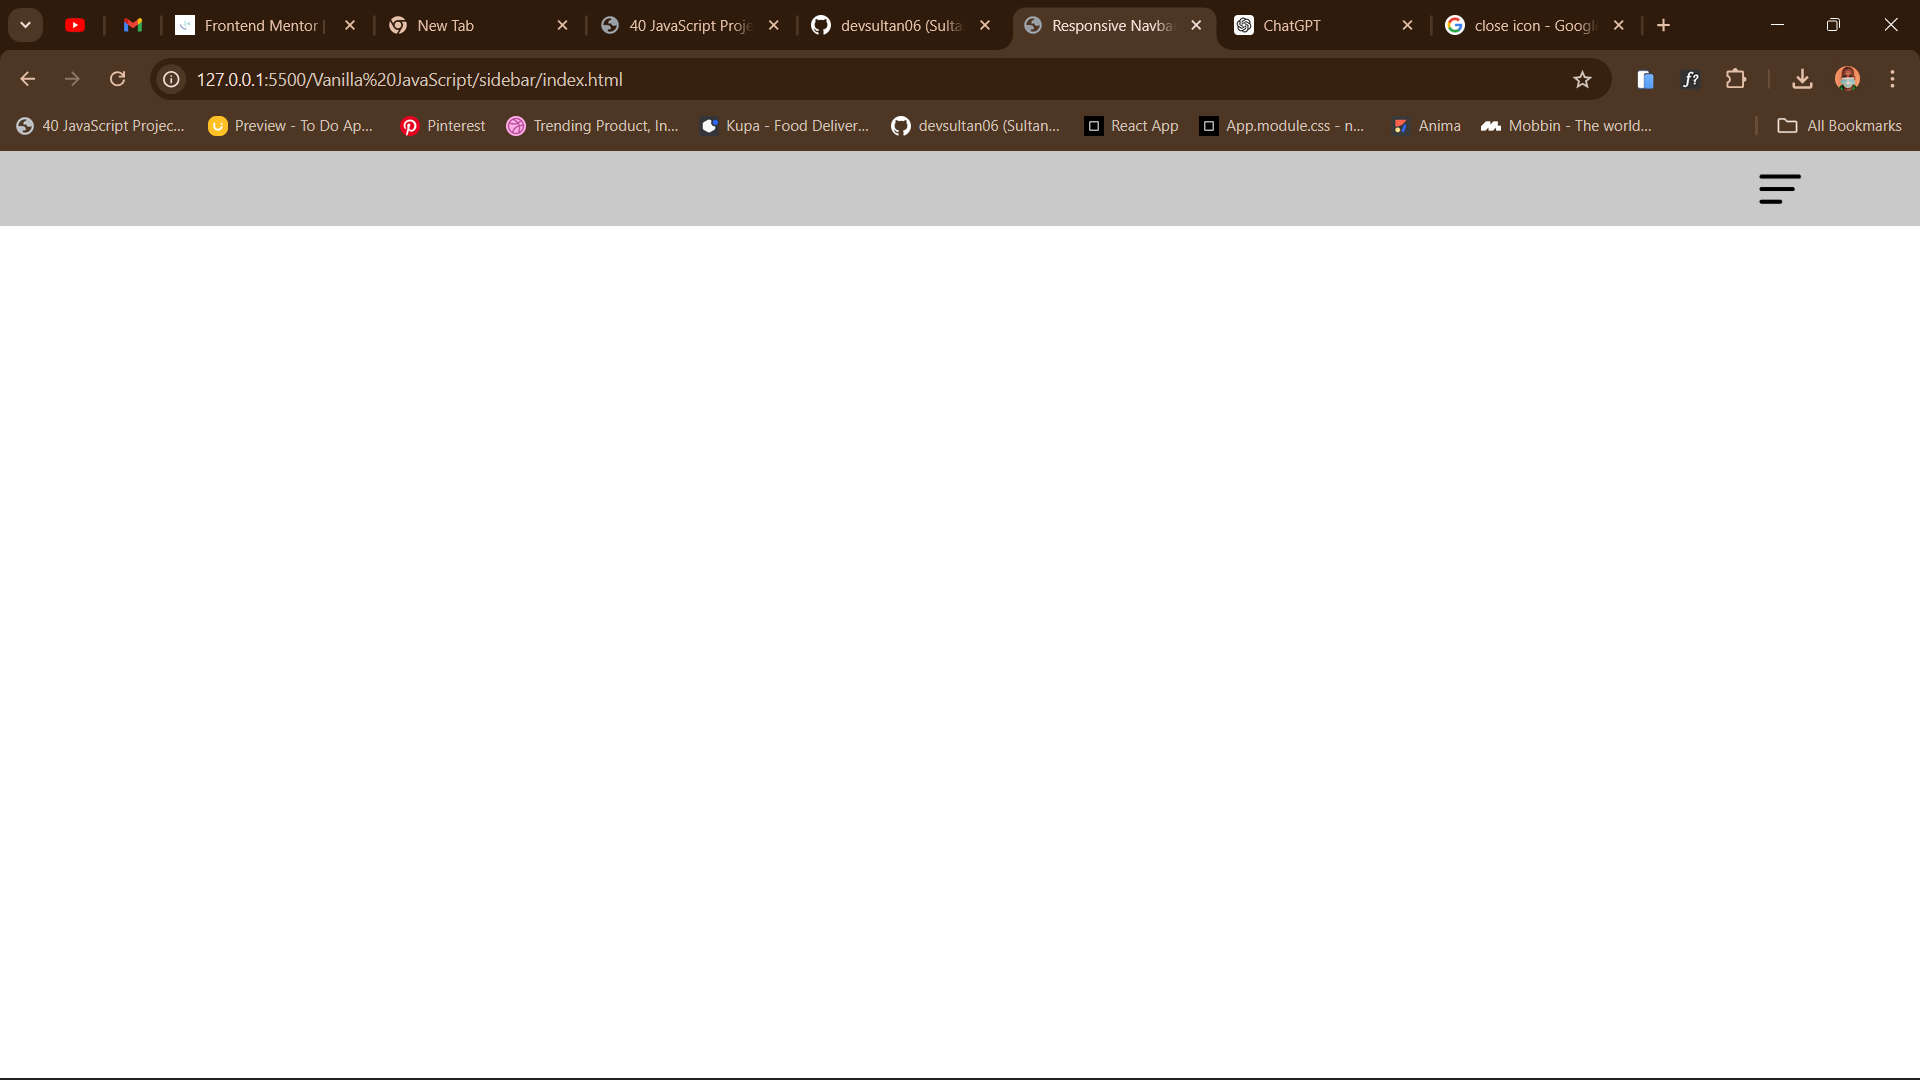 Frontend Mentor |
New Tab
40 JavaScript Proje
devsultan06 (Sulta
Responsive Navba
ChatGPT
close icon - Googl
127.0.0.1:5500/Vanilla%20JavaScript/sidebar/index.html
f?
40 JavaScript Projec...
Preview - To Do Ap...
Pinterest
Trending Product, In...
Kupa - Food Deliver...
devsultan06 (Sultan...
React App
App.module.css - n...
Anima
Mobbin - The world...
All Bookmarks